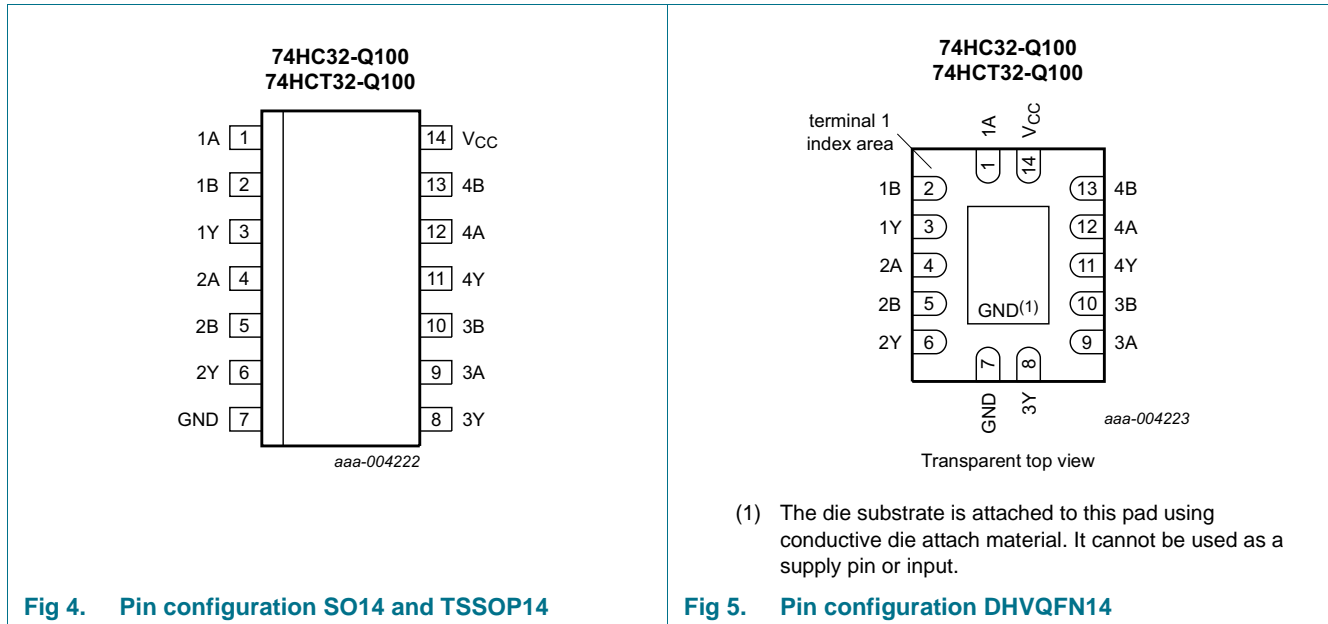 74HC32-Q100
74HCT32-Q100
1A 1
1B 2
1Y 3
2A 4
2B 5
2Y 6
GND 7
14 VCC
13 4B
12 4A
11 4Y
10 3B
9 3A
8 3Y
aaa-004222
Fig 4. Pin configuration SO14 and TSSOP14
74HC32-Q100
74HCT32-Q100
terminal 1
index area
1A
VCC
1
14
1B 2
1Y 3
2A 4
2B 5
2Y 6
13 4B
12 4A
11 4Y
10 3B
9 3A
GND(1)
7
8
GND
3Y
aaa-004223
Transparent top view
(1) The die substrate is attached to this pad using
conductive die attach material. It cannot be used as a
supply pin or input.
Fig 5. Pin configuration DHVQFN14